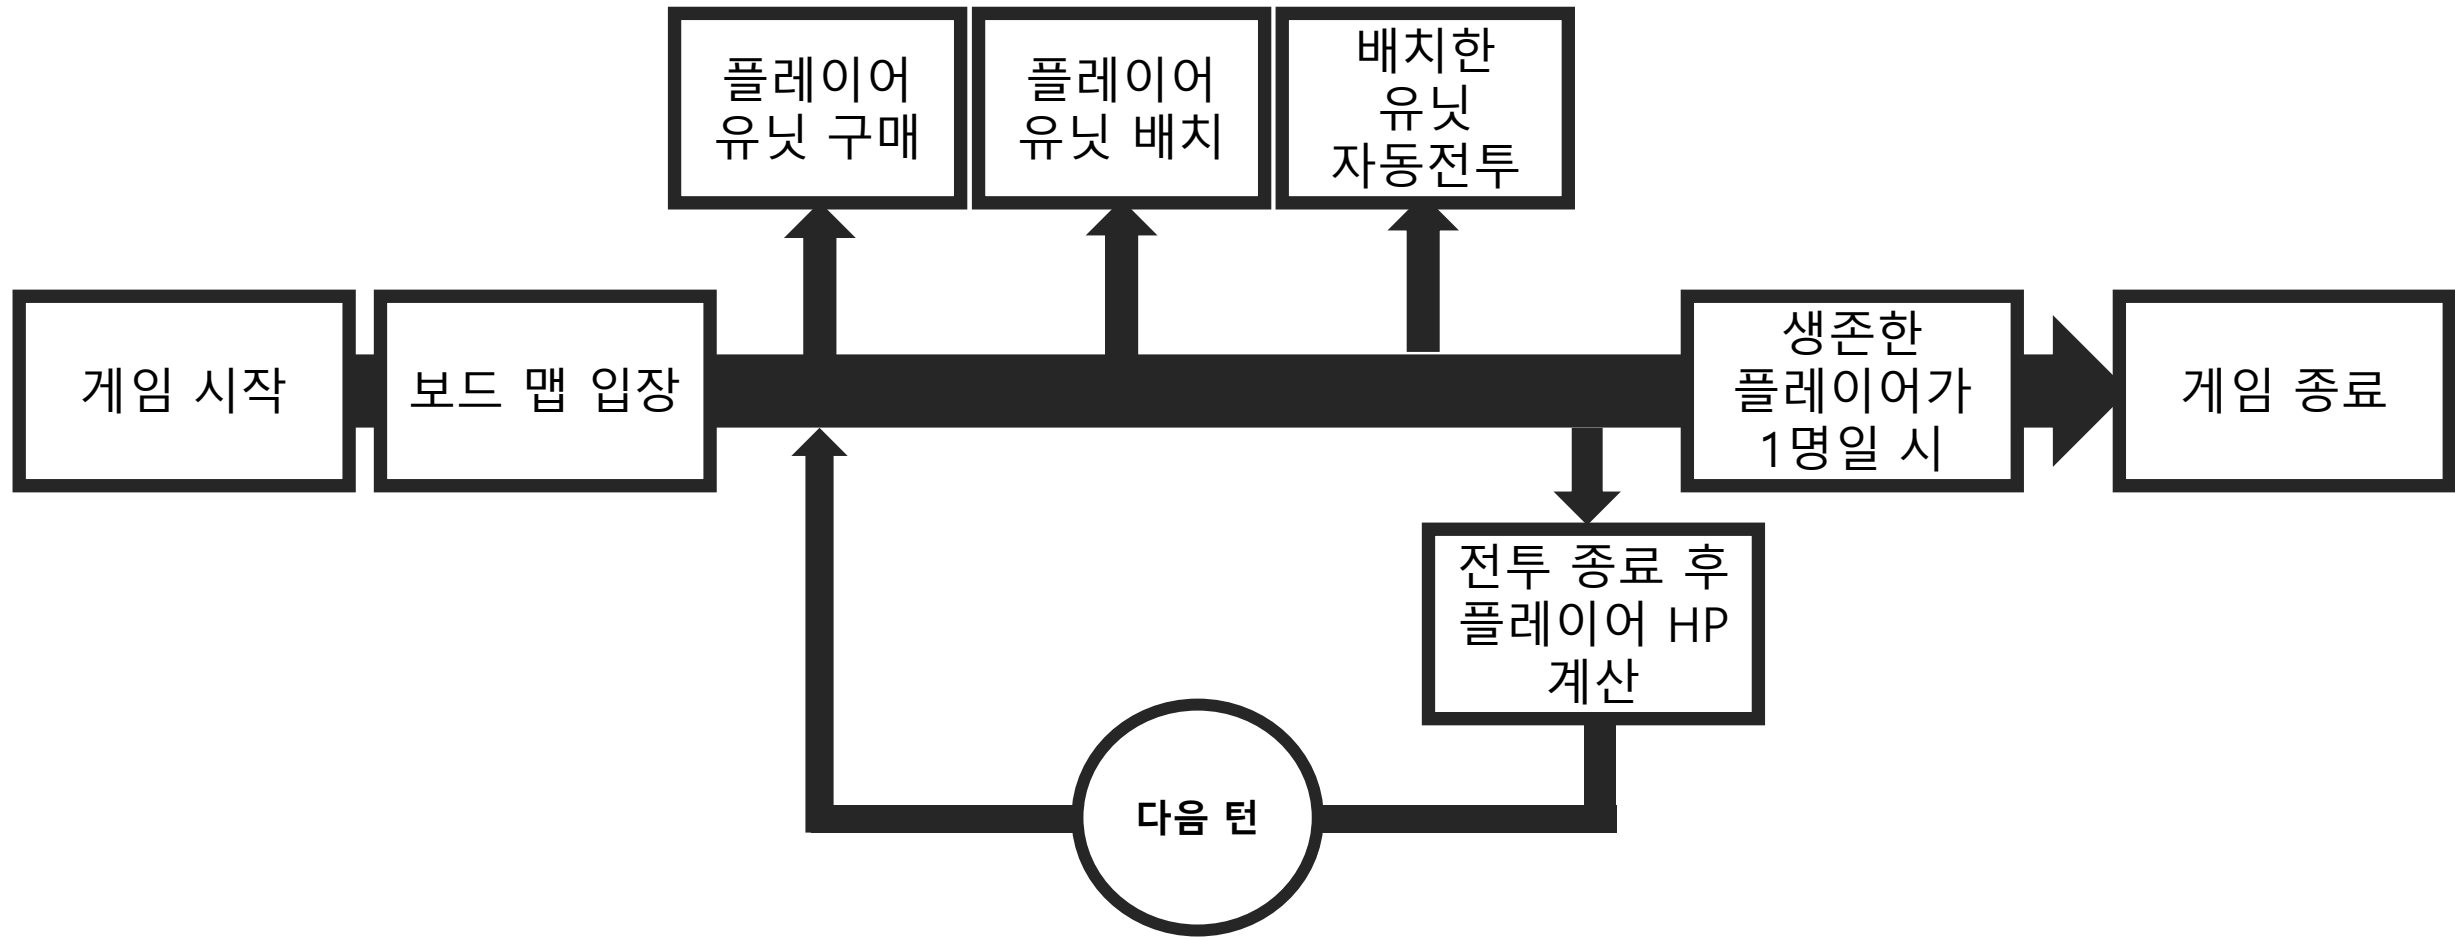 플레이어
유닛 구매
플레이어
유닛 배치
배치한
유닛
자동전투
게임 시작
보드 맵 입장
생존한
플레이어가
1명일 시
게임 종료
전투 종료 후
플레이어 HP
계산
다음 턴